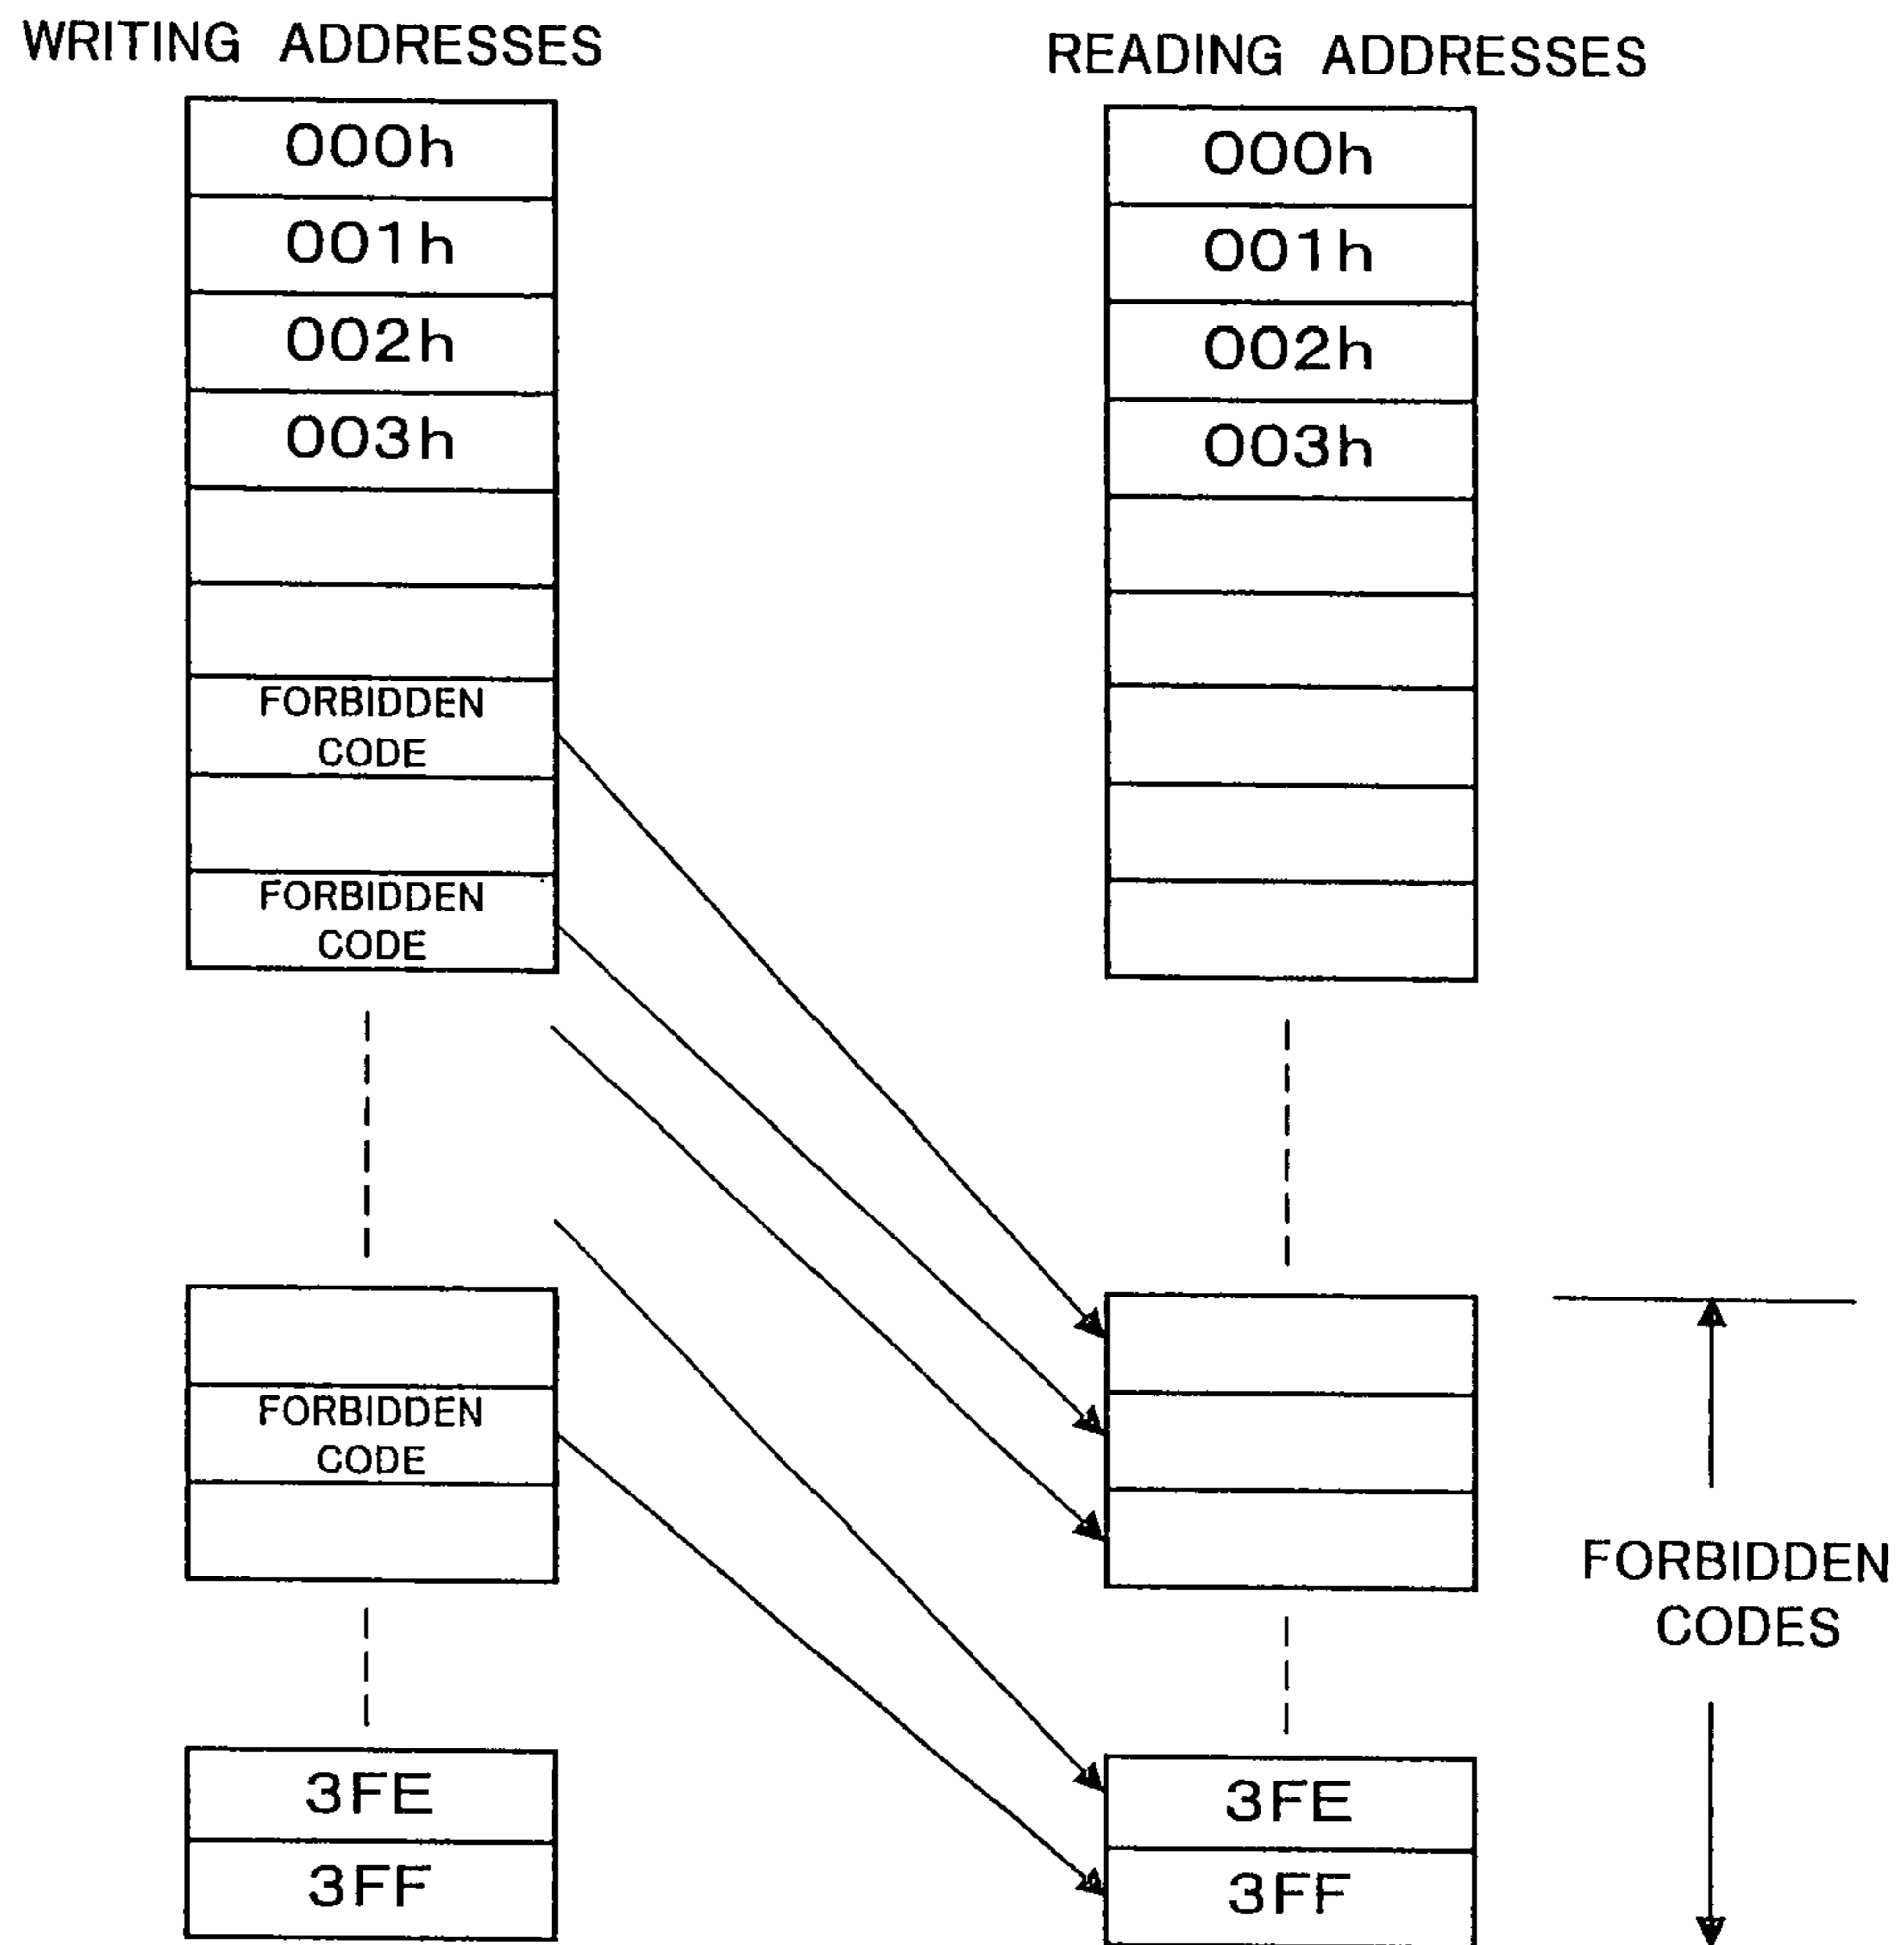 WRITING ADDRESSES
000h
001h
002h
003h
FORBIDDEN
CODE
FORBIDDEN
CODE
FORBIDDEN
CODE
3FE
3FF
READING ADDRESSES
000h
001h
002h
003h
3FE
3FF
FORBIDDEN
CODES